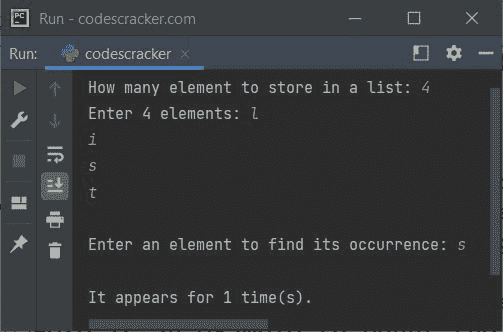 PC Run - codescracker.com
Run: codescracker
How many element to store in a list: 4
Enter 4 elements: l
i
s
t
Enter an element to find its occurrence: s
It appears for 1 time(s).